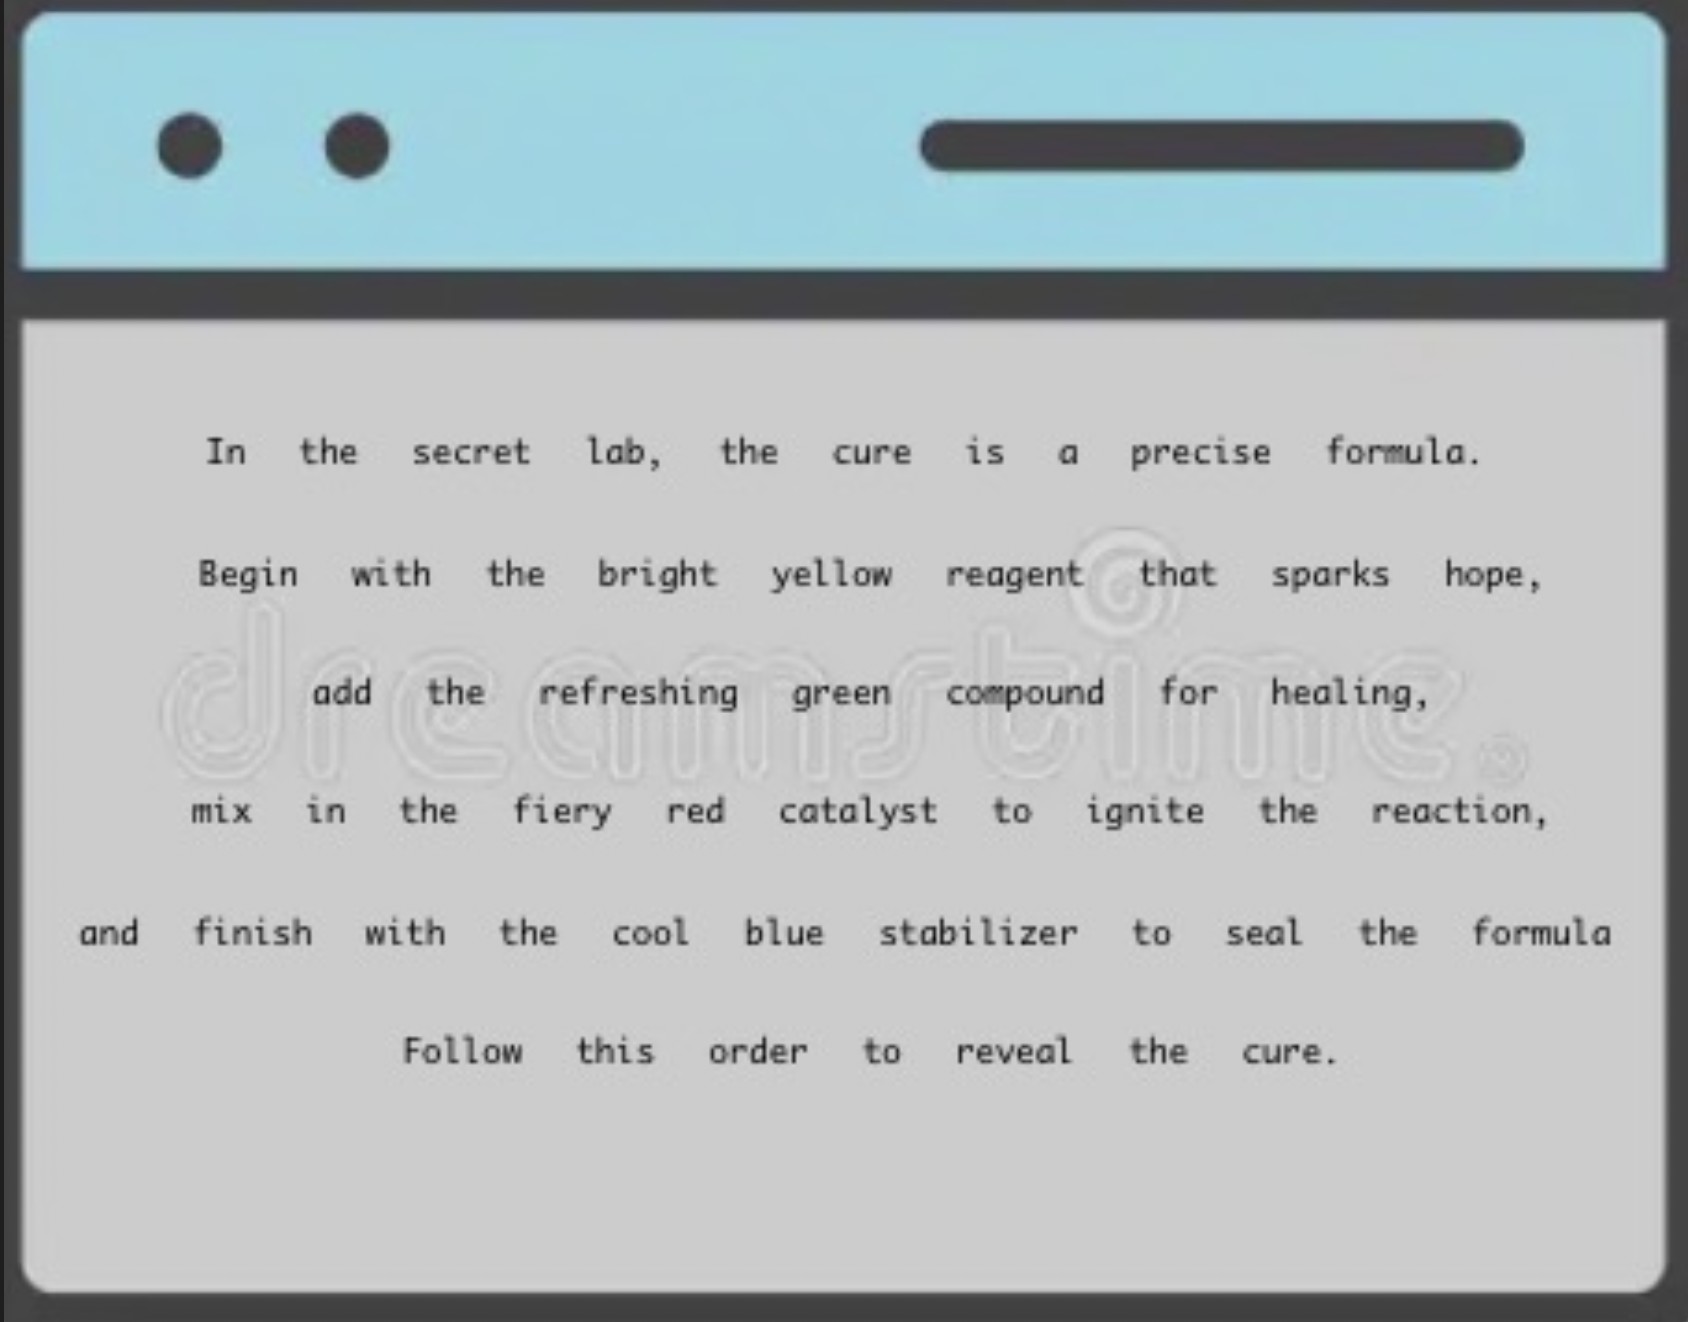 In the secret lab, the cure is a precise formula.
Begin with the bright yellow reagent that sparks hope,
dreamstime®
add the refreshing green compound for healing,
mix in the fiery red catalyst to ignite the reaction,
and finish with the cool blue stabilizer to seal the formula
Follow this order to reveal the cure.